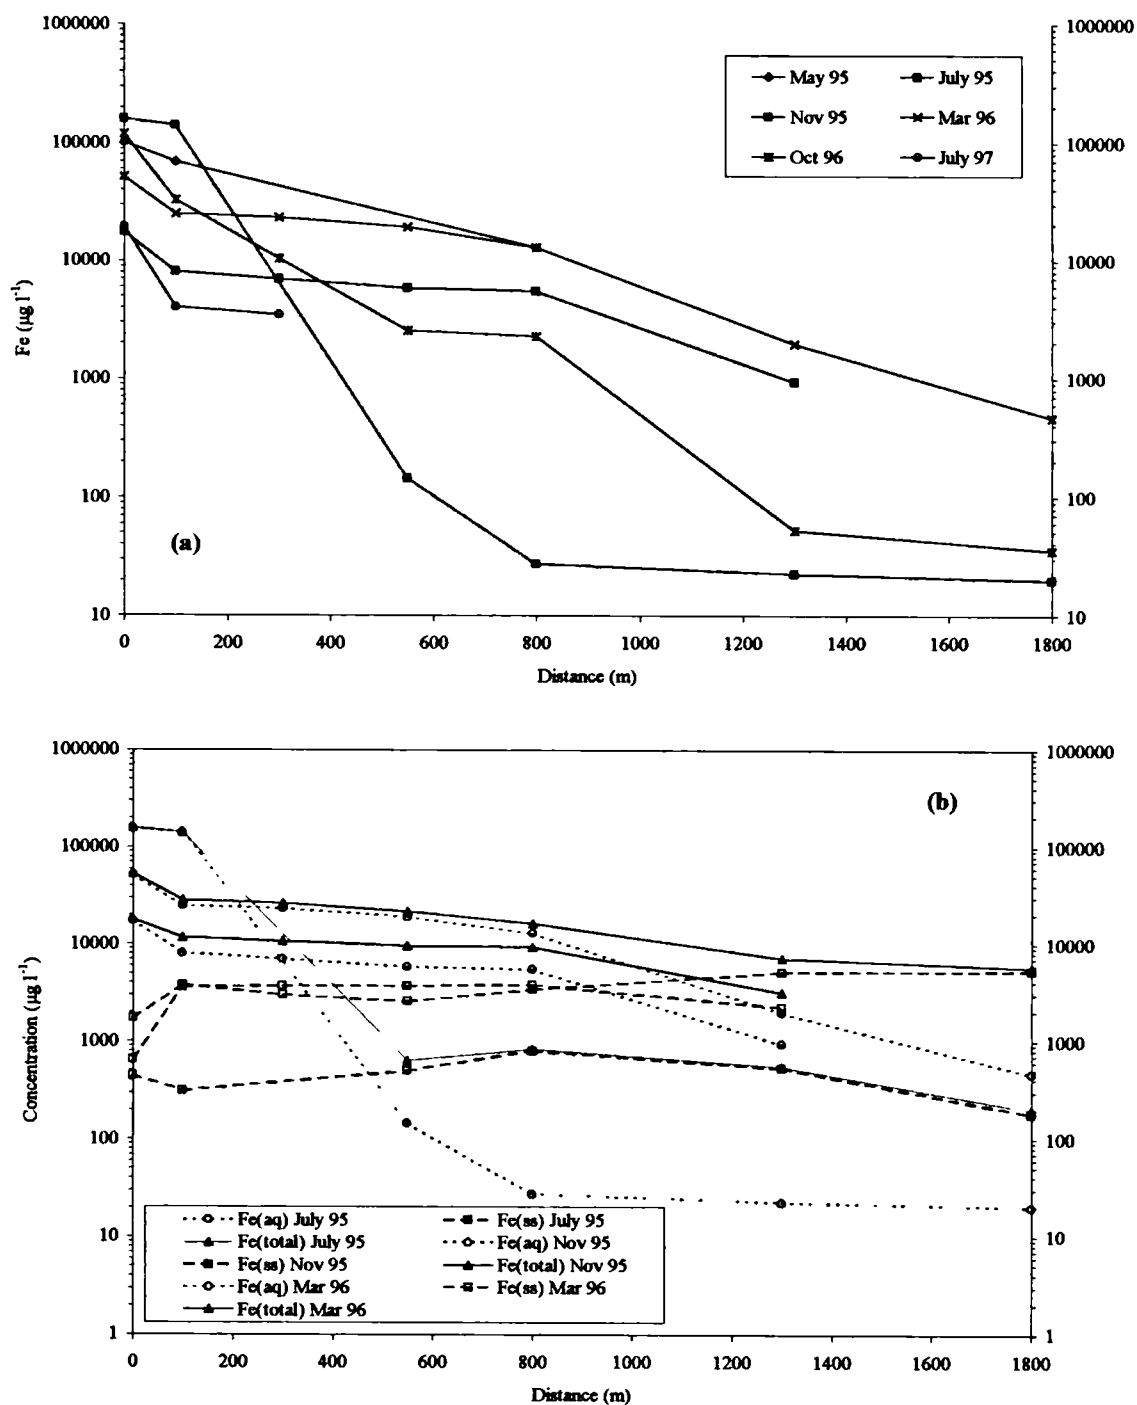 1000000
100000
10000
1000
100
10
1000000
100000
10000
1000
100
10
Fe (µg l⁻¹)
May 95 July 95
Nov 95 Mar 96
Oct 96 July 97
(a)
0 200 400 600 800 1000 1200 1400 1600 1800
Distance (m)
1000000
100000
10000
1000
100
10
1
1000000
100000
10000
1000
100
10
1
Concentration (µg l⁻¹)
(b)
Fe(aq) July 95 Fe(ss) July 95
Fe(total) July 95 Fe(aq) Nov 95
Fe(ss) Nov 95 Fe(total) Nov 95
Fe(aq) Mar 96 Fe(ss) Mar 96
Fe(total) Mar 96
0 200 400 600 800 1000 1200 1400 1600 1800
Distance (m)